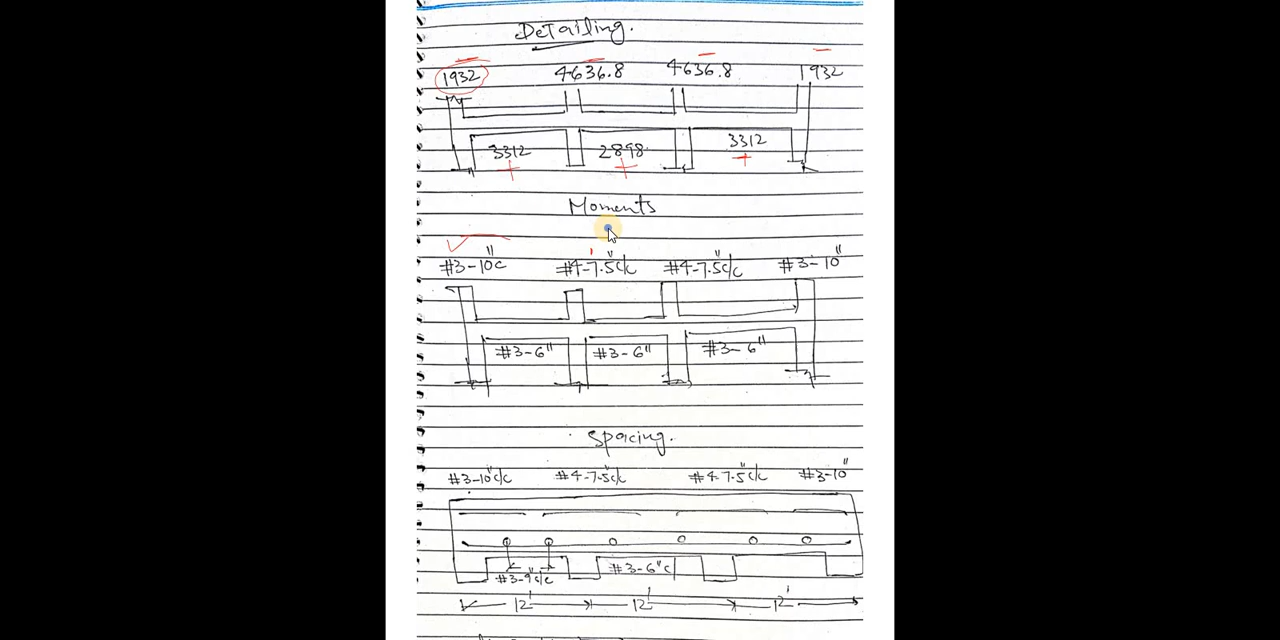 Detailing.
1932 4636.8 4636.8 1932
3312 2898 3312
+ + +
Moments
#3-10"c #4-7.5"c/c #4-7.5"c/c #3-10"
#3-6" #3-6" #3-6"
Spacing.
#3-10"c/c #4-7.5"c/c #4-7.5"c/c #3-10"
#3-9"c/c #3-6"c
12' 12' 12'